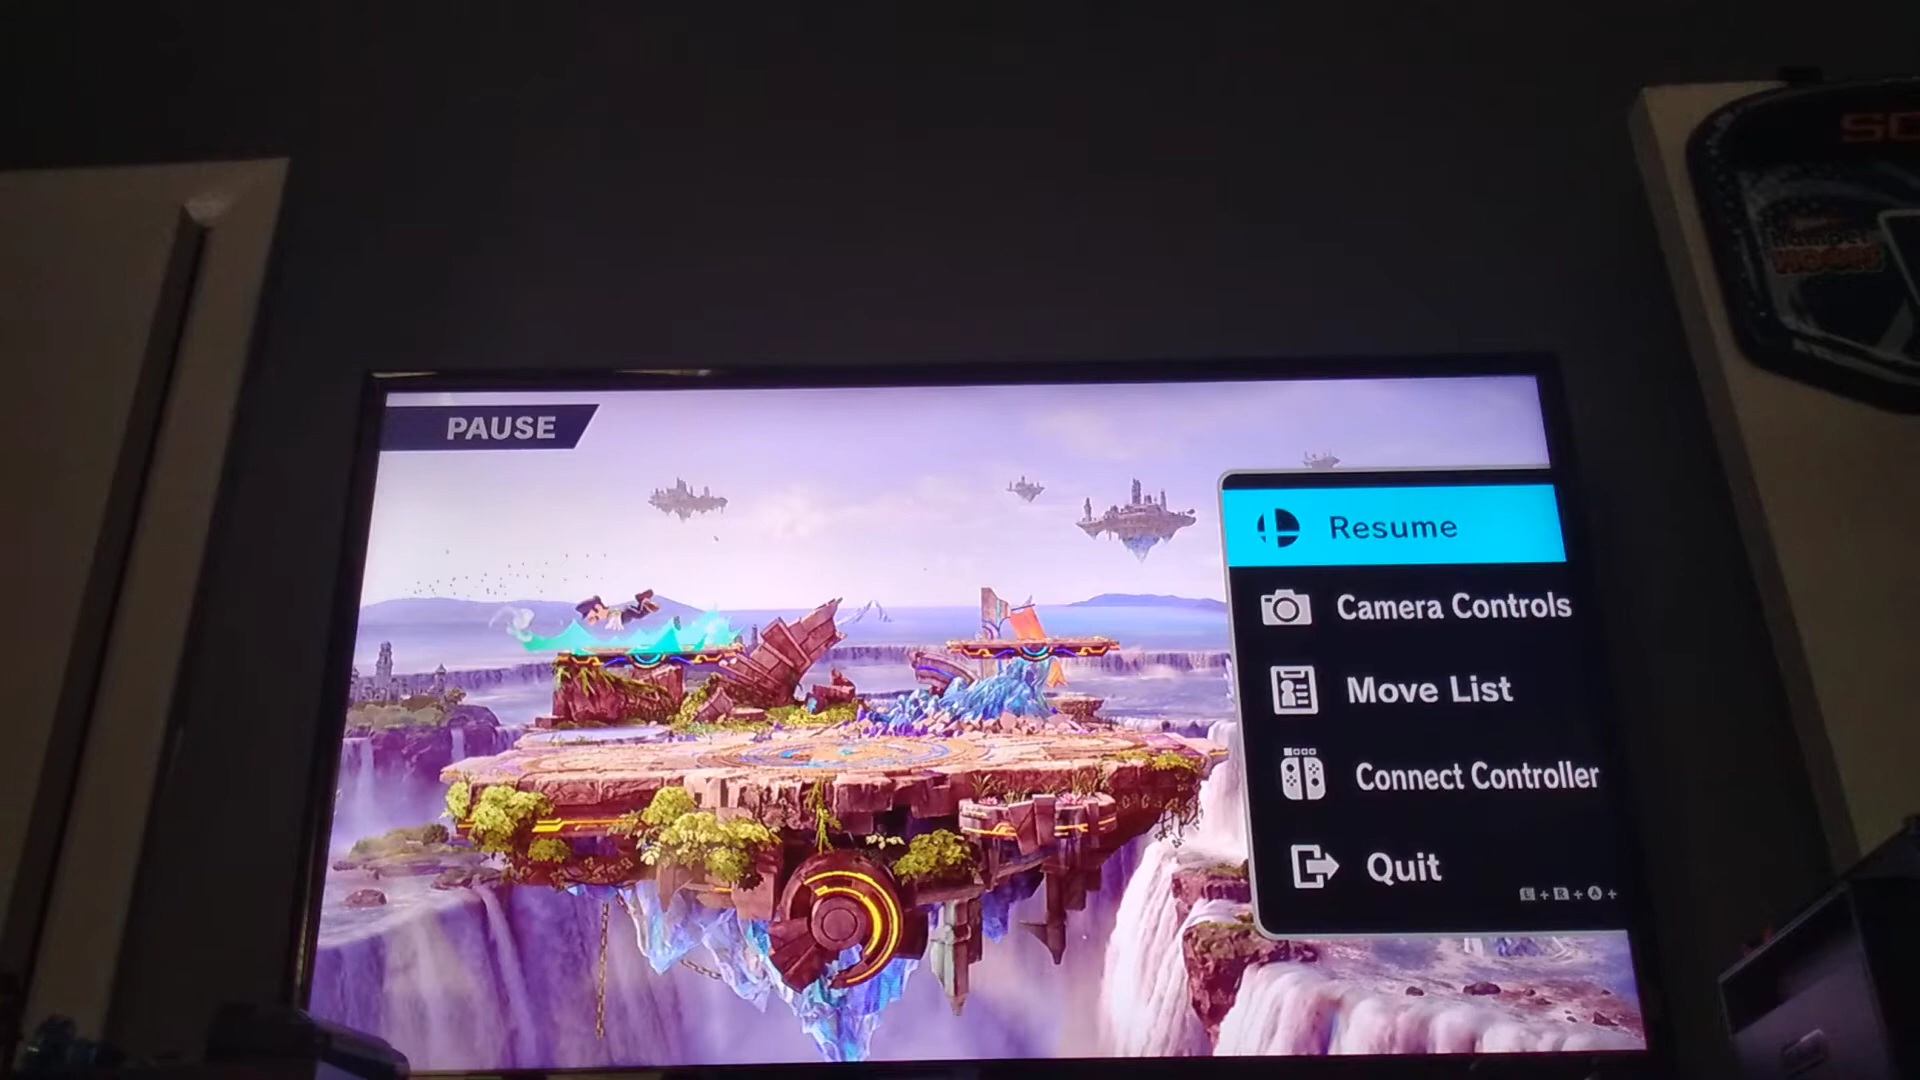 PAUSE
Resume
Camera Controls
Move List
Connect Controller
Quit
L + R + A +